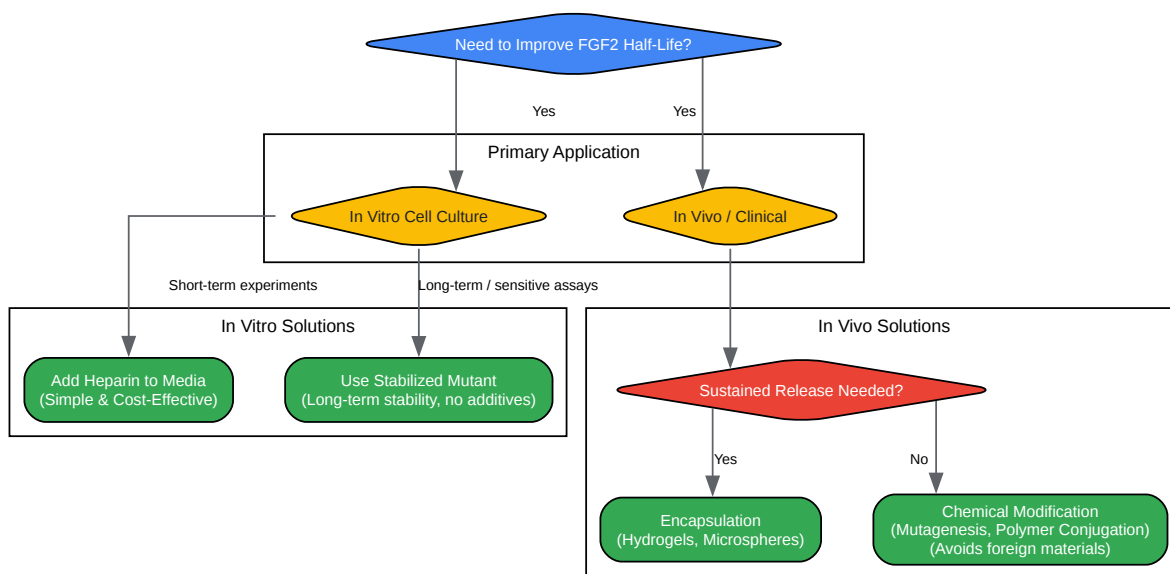 Need to Improve FGF2 Half-Life?
Yes
Yes
Primary Application
In Vitro Cell Culture
In Vivo / Clinical
Short-term experiments
Long-term / sensitive assays
In Vitro Solutions
In Vivo Solutions
Add Heparin to Media
(Simple & Cost-Effective)
Use Stabilized Mutant
(Long-term stability, no additives)
Sustained Release Needed?
Yes
No
Encapsulation
(Hydrogels, Microspheres)
Chemical Modification
(Mutagenesis, Polymer Conjugation)
(Avoids foreign materials)